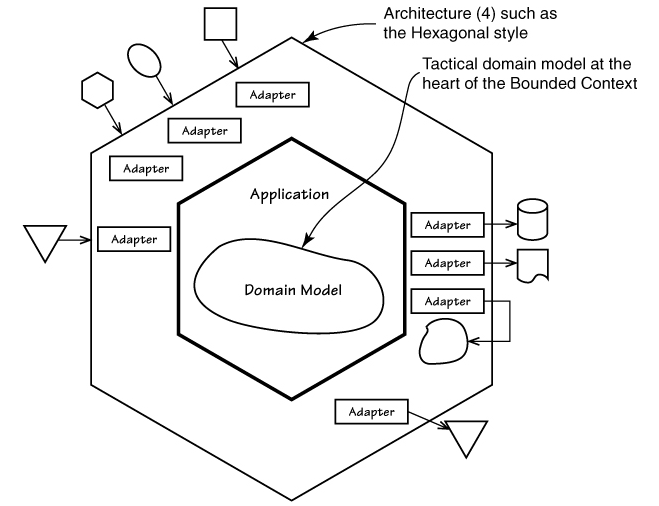 Architecture (4) such as
the Hexagonal style
Tactical domain model at the
heart of the Bounded Context
Adapter
Adapter
Adapter
Application
Adapter
Adapter
Adapter
Domain Model
Adapter
Adapter